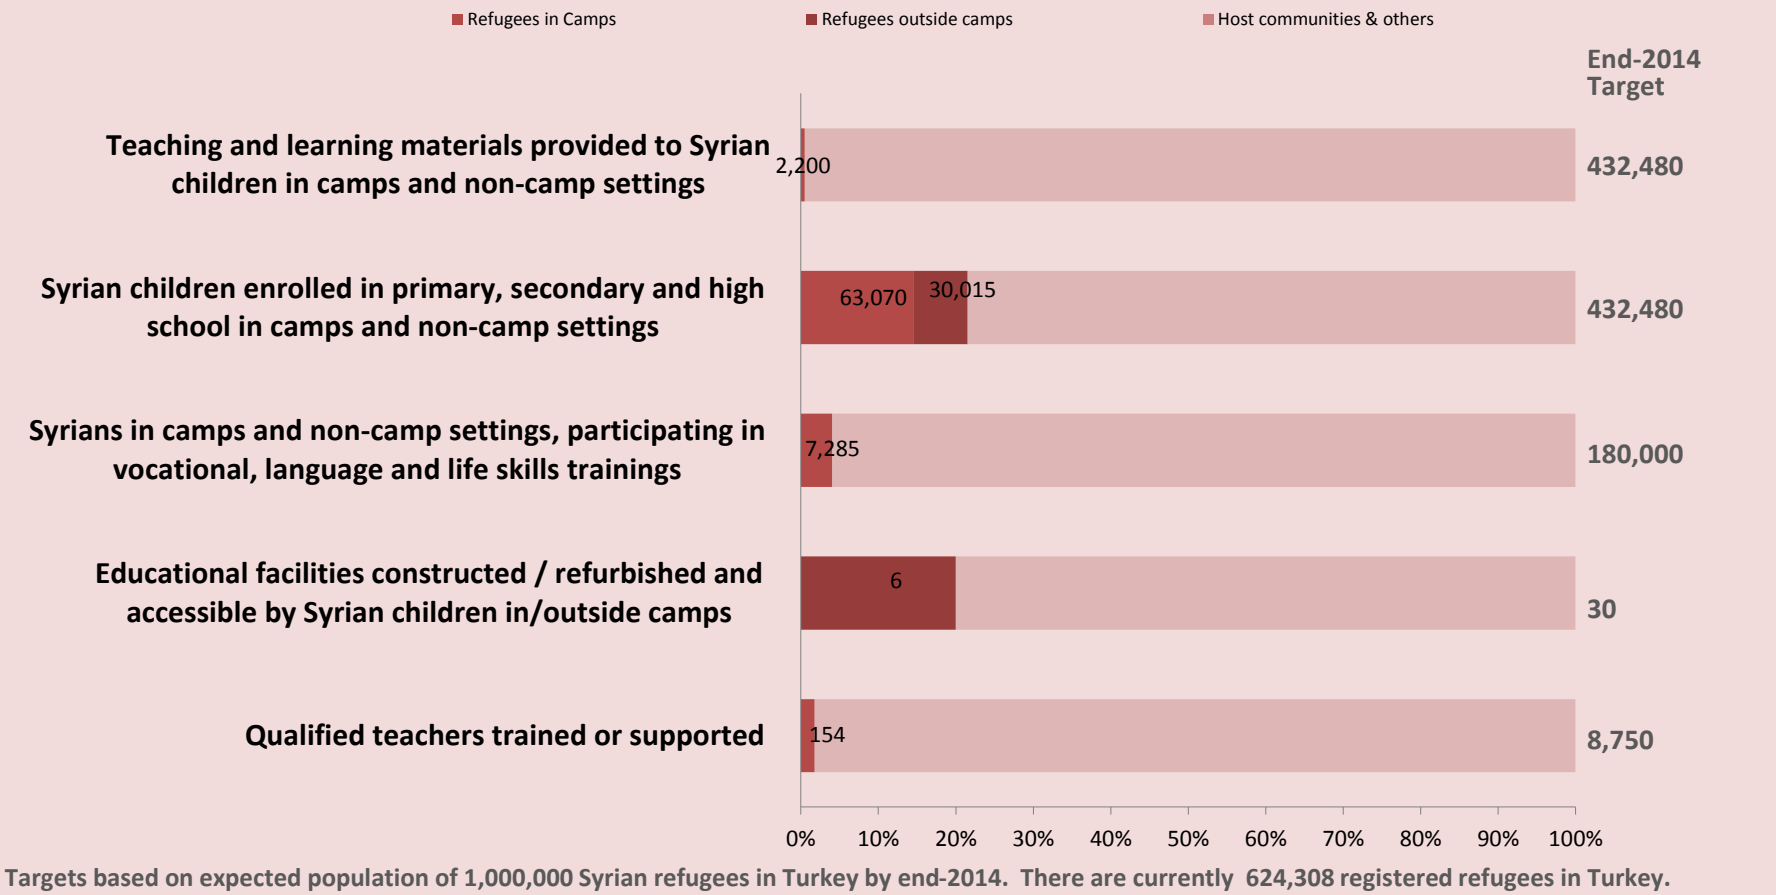 Refugees in Camps Refugees outside camps Host communities & others
End-2014
Target
Teaching and learning materials provided to Syrian
children in camps and non-camp settings
2,200
432,480
Syrian children enrolled in primary, secondary and high
school in camps and non-camp settings
63,070 30,015
432,480
Syrians in camps and non-camp settings, participating in
vocational, language and life skills trainings
7,285
180,000
Educational facilities constructed / refurbished and
accessible by Syrian children in/outside camps
6
30
Qualified teachers trained or supported
154
8,750
0% 10% 20% 30% 40% 50% 60% 70% 80% 90% 100%
Targets based on expected population of 1,000,000 Syrian refugees in Turkey by end-2014. There are currently 624,308 registered refugees in Turkey.